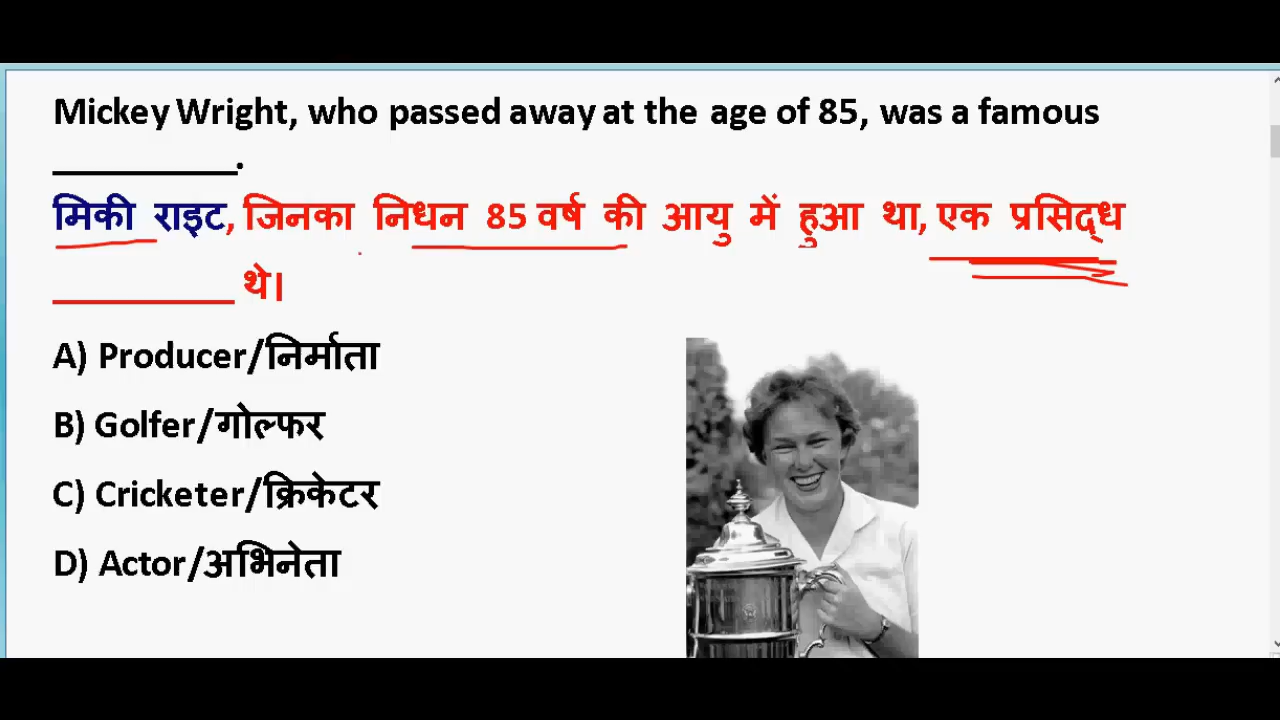 Mickey Wright, who passed away at the age of 85, was a famous
__________.
मिकी राइट, जिनका निधन 85 वर्ष की आयु में हुआ था, एक प्रसिद्ध
__________ थे।
A) Producer/निर्माता
B) Golfer/गोल्फर
C) Cricketer/क्रिकेटर
D) Actor/अभिनेता